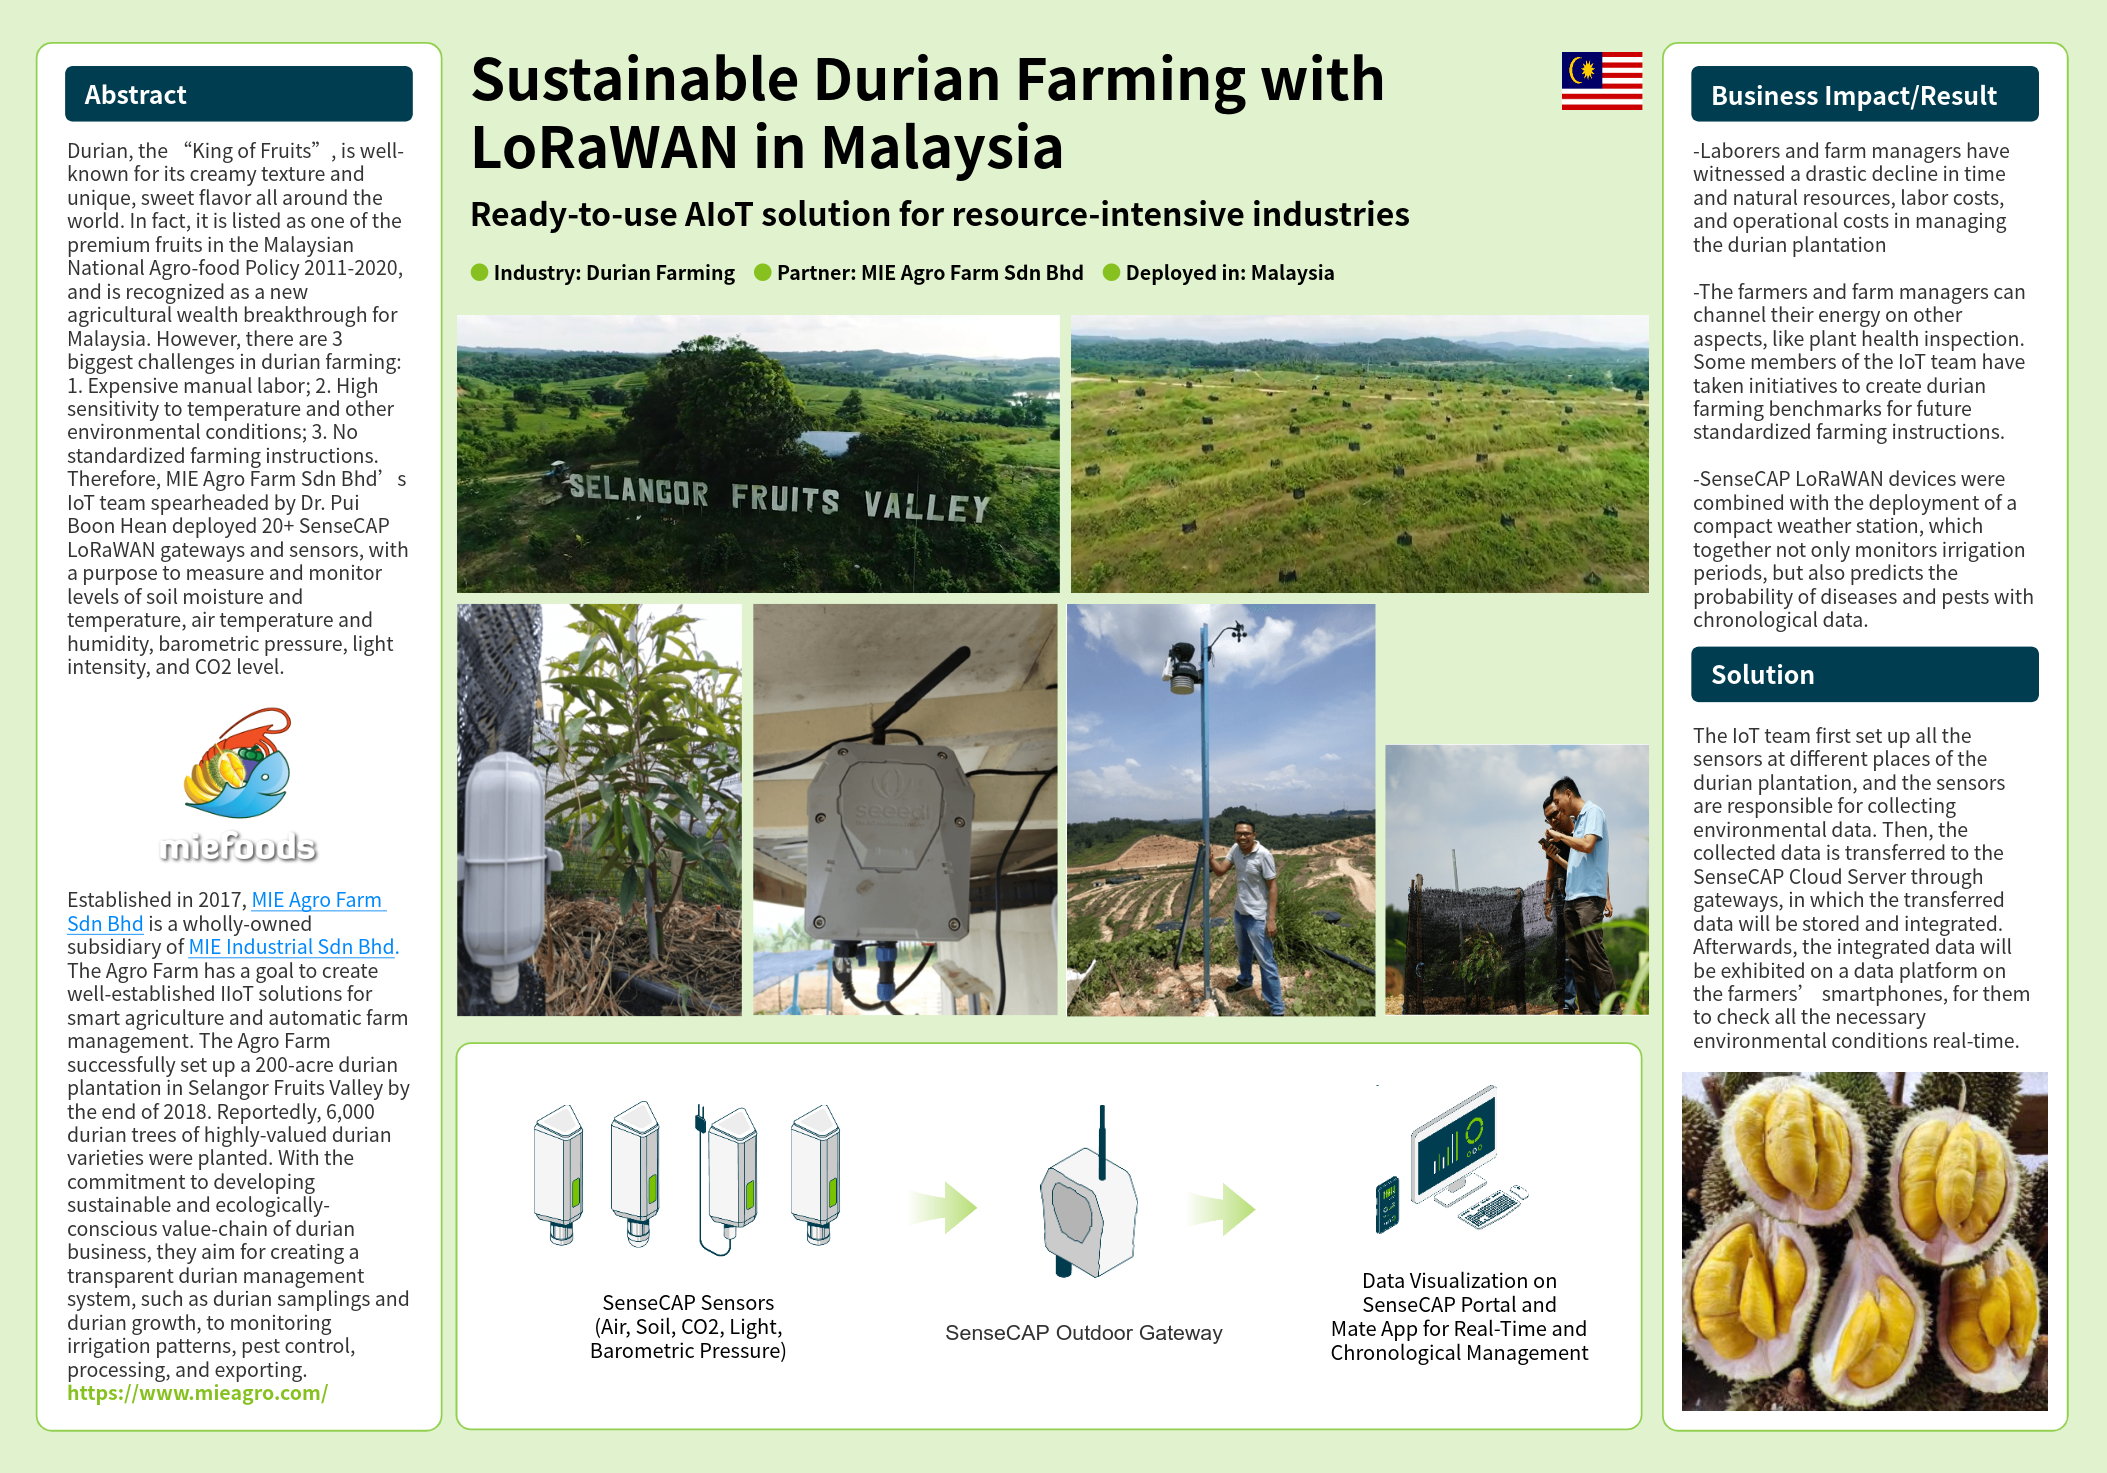 Abstract
Durian, the “King of Fruits”, is well-
known for its creamy texture and
unique, sweet flavor all around the
world. In fact, it is listed as one of the
premium fruits in the Malaysian
National Agro-food Policy 2011-2020,
and is recognized as a new
agricultural wealth breakthrough for
Malaysia. However, there are 3
biggest challenges in durian farming:
1. Expensive manual labor; 2. High
sensitivity to temperature and other
environmental conditions; 3. No
standardized farming instructions.
Therefore, MIE Agro Farm Sdn Bhd’s
IoT team spearheaded by Dr. Pui
Boon Hean deployed 20+ SenseCAP
LoRaWAN gateways and sensors, with
a purpose to measure and monitor
levels of soil moisture and
temperature, air temperature and
humidity, barometric pressure, light
intensity, and CO2 level.
miefoods
Established in 2017, MIE Agro Farm
Sdn Bhd is a wholly-owned
subsidiary of MIE Industrial Sdn Bhd.
The Agro Farm has a goal to create
well-established IIoT solutions for
smart agriculture and automatic farm
management. The Agro Farm
successfully set up a 200-acre durian
plantation in Selangor Fruits Valley by
the end of 2018. Reportedly, 6,000
durian trees of highly-valued durian
varieties were planted. With the
commitment to developing
sustainable and ecologically-
conscious value-chain of durian
business, they aim for creating a
transparent durian management
system, such as durian samplings and
durian growth, to monitoring
irrigation patterns, pest control,
processing, and exporting.
https://www.mieagro.com/
Sustainable Durian Farming with
LoRaWAN in Malaysia
Ready-to-use AIoT solution for resource-intensive industries
Industry: Durian Farming
Partner: MIE Agro Farm Sdn Bhd
Deployed in: Malaysia
SELANGOR FRUITS VALLEY
seeed
SenseCAP Sensors
(Air, Soil, CO2, Light,
Barometric Pressure)
SenseCAP Outdoor Gateway
Data Visualization on
SenseCAP Portal and
Mate App for Real-Time and
Chronological Management
Business Impact/Result
-Laborers and farm managers have
witnessed a drastic decline in time
and natural resources, labor costs,
and operational costs in managing
the durian plantation
-The farmers and farm managers can
channel their energy on other
aspects, like plant health inspection.
Some members of the IoT team have
taken initiatives to create durian
farming benchmarks for future
standardized farming instructions.
-SenseCAP LoRaWAN devices were
combined with the deployment of a
compact weather station, which
together not only monitors irrigation
periods, but also predicts the
probability of diseases and pests with
chronological data.
Solution
The IoT team first set up all the
sensors at different places of the
durian plantation, and the sensors
are responsible for collecting
environmental data. Then, the
collected data is transferred to the
SenseCAP Cloud Server through
gateways, in which the transferred
data will be stored and integrated.
Afterwards, the integrated data will
be exhibited on a data platform on
the farmers’ smartphones, for them
to check all the necessary
environmental conditions real-time.